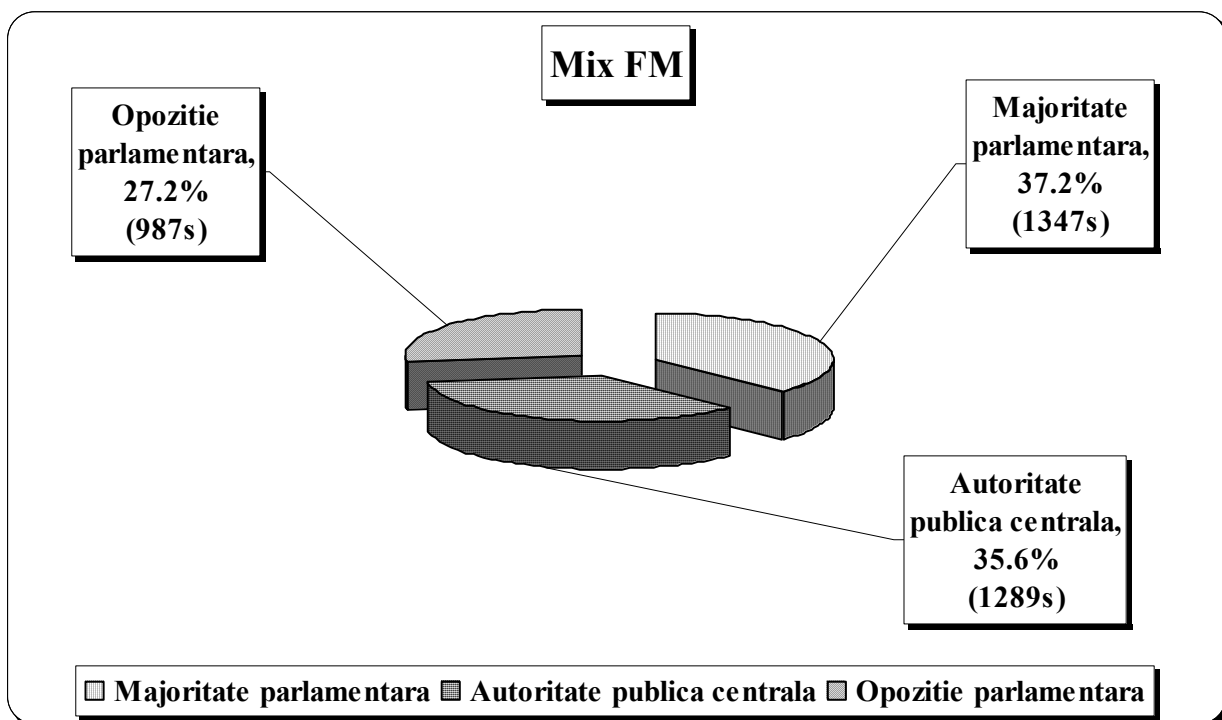 Mix FM
Opozitie
parlamentara,
27.2%
(987s)
Majoritate
parlamentara,
37.2%
(1347s)
Autoritate
publica centrala,
35.6%
(1289s)
Majoritate parlamentara Autoritate publica centrala Opozitie parlamentara